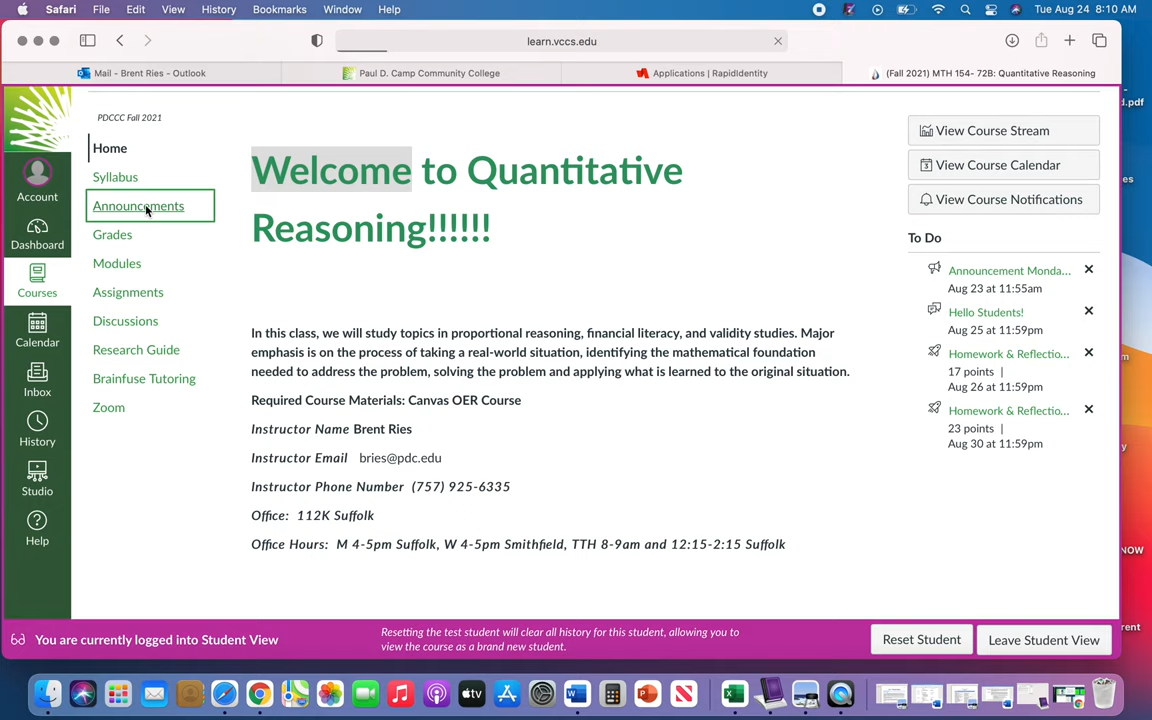 Safari File Edit View History Bookmarks Window Help Tue Aug 24 8:10 AM
learn.vccs.edu
Mail - Brent Ries - Outlook
Paul D. Camp Community College
Applications | RapidIdentity
(Fall 2021) MTH 154- 72B: Quantitative Reasoning
Account
Dashboard
Courses
Calendar
Inbox
History
Studio
Help
PDCCC Fall 2021
Home
Syllabus
Announcements
Grades
Modules
Assignments
Discussions
Research Guide
Brainfuse Tutoring
Zoom
Welcome to Quantitative
Reasoning!!!!!!
In this class, we will study topics in proportional reasoning, financial literacy, and validity studies. Major
emphasis is on the process of taking a real-world situation, identifying the mathematical foundation
needed to address the problem, solving the problem and applying what is learned to the original situation.
Required Course Materials: Canvas OER Course
Instructor Name Brent Ries
Instructor Email bries@pdc.edu
Instructor Phone Number (757) 925-6335
Office: 112K Suffolk
Office Hours: M 4-5pm Suffolk, W 4-5pm Smithfield, TTH 8-9am and 12:15-2:15 Suffolk
View Course Stream
View Course Calendar
View Course Notifications
To Do
Announcement Monda...
Aug 23 at 11:55am
Hello Students!
Aug 25 at 11:59pm
Homework & Reflectio...
17 points |
Aug 26 at 11:59pm
Homework & Reflectio...
23 points |
Aug 30 at 11:59pm
You are currently logged into Student View
Resetting the test student will clear all history for this student, allowing you to
view the course as a brand new student.
Reset Student
Leave Student View
.pdf
es
NOW
rent
tv